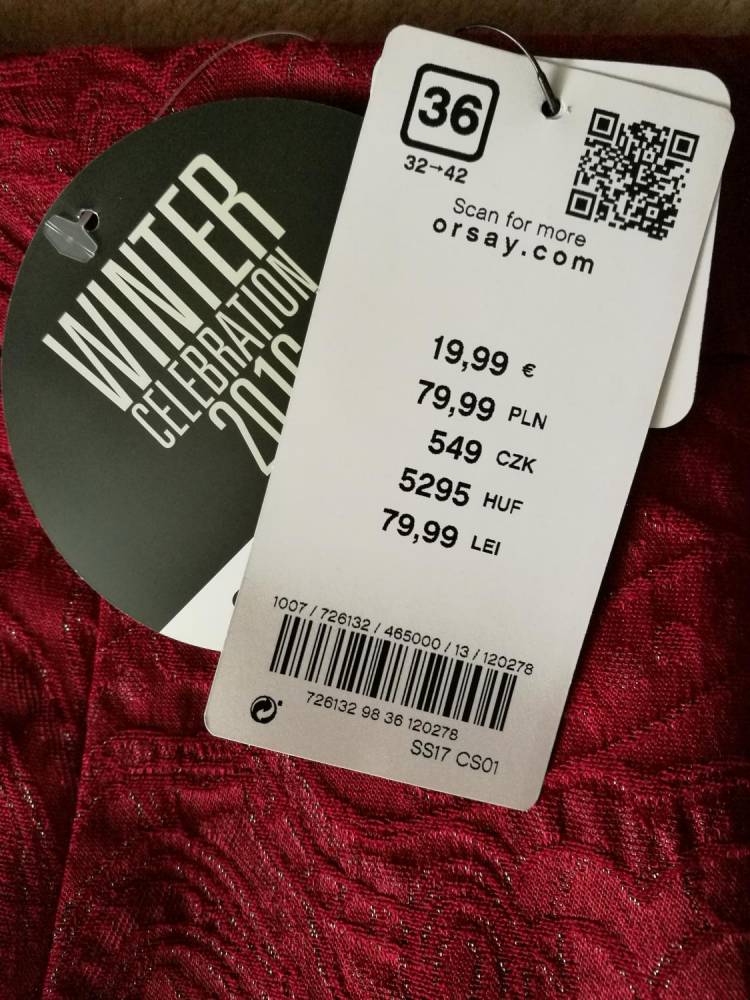 WINTER
CELEBRATION
36
32→42
Scan for more
orsay.com
19,99 €
79,99 PLN
549 CZK
5295 HUF
79,99 LEI
1007 / 726132 / 465000 / 13 / 120278
726132 98 36 120278
SS17 CS01